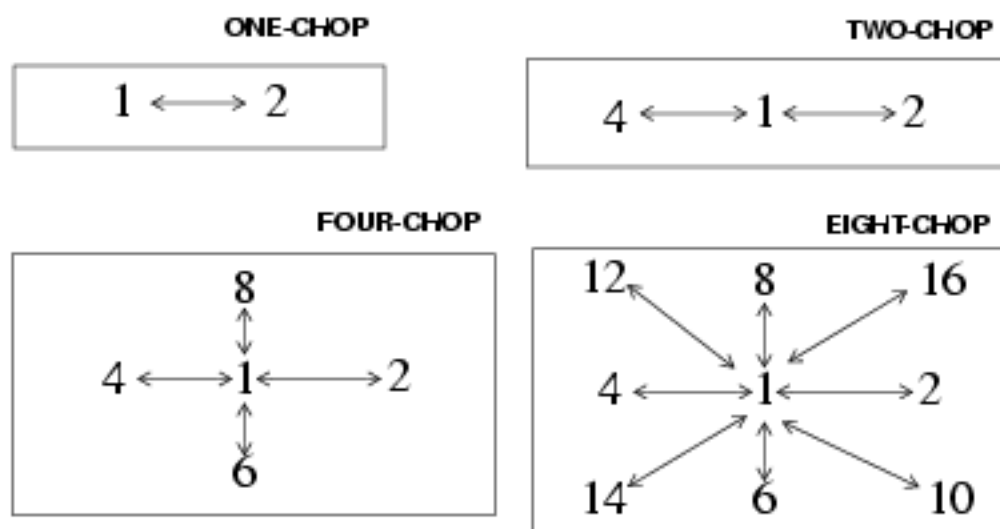 ONE-CHOP
1 2
TWO-CHOP
4 1 2
FOUR-CHOP
8
4 1 2
6
EIGHT-CHOP
12 8 16
4 1 2
14 6 10